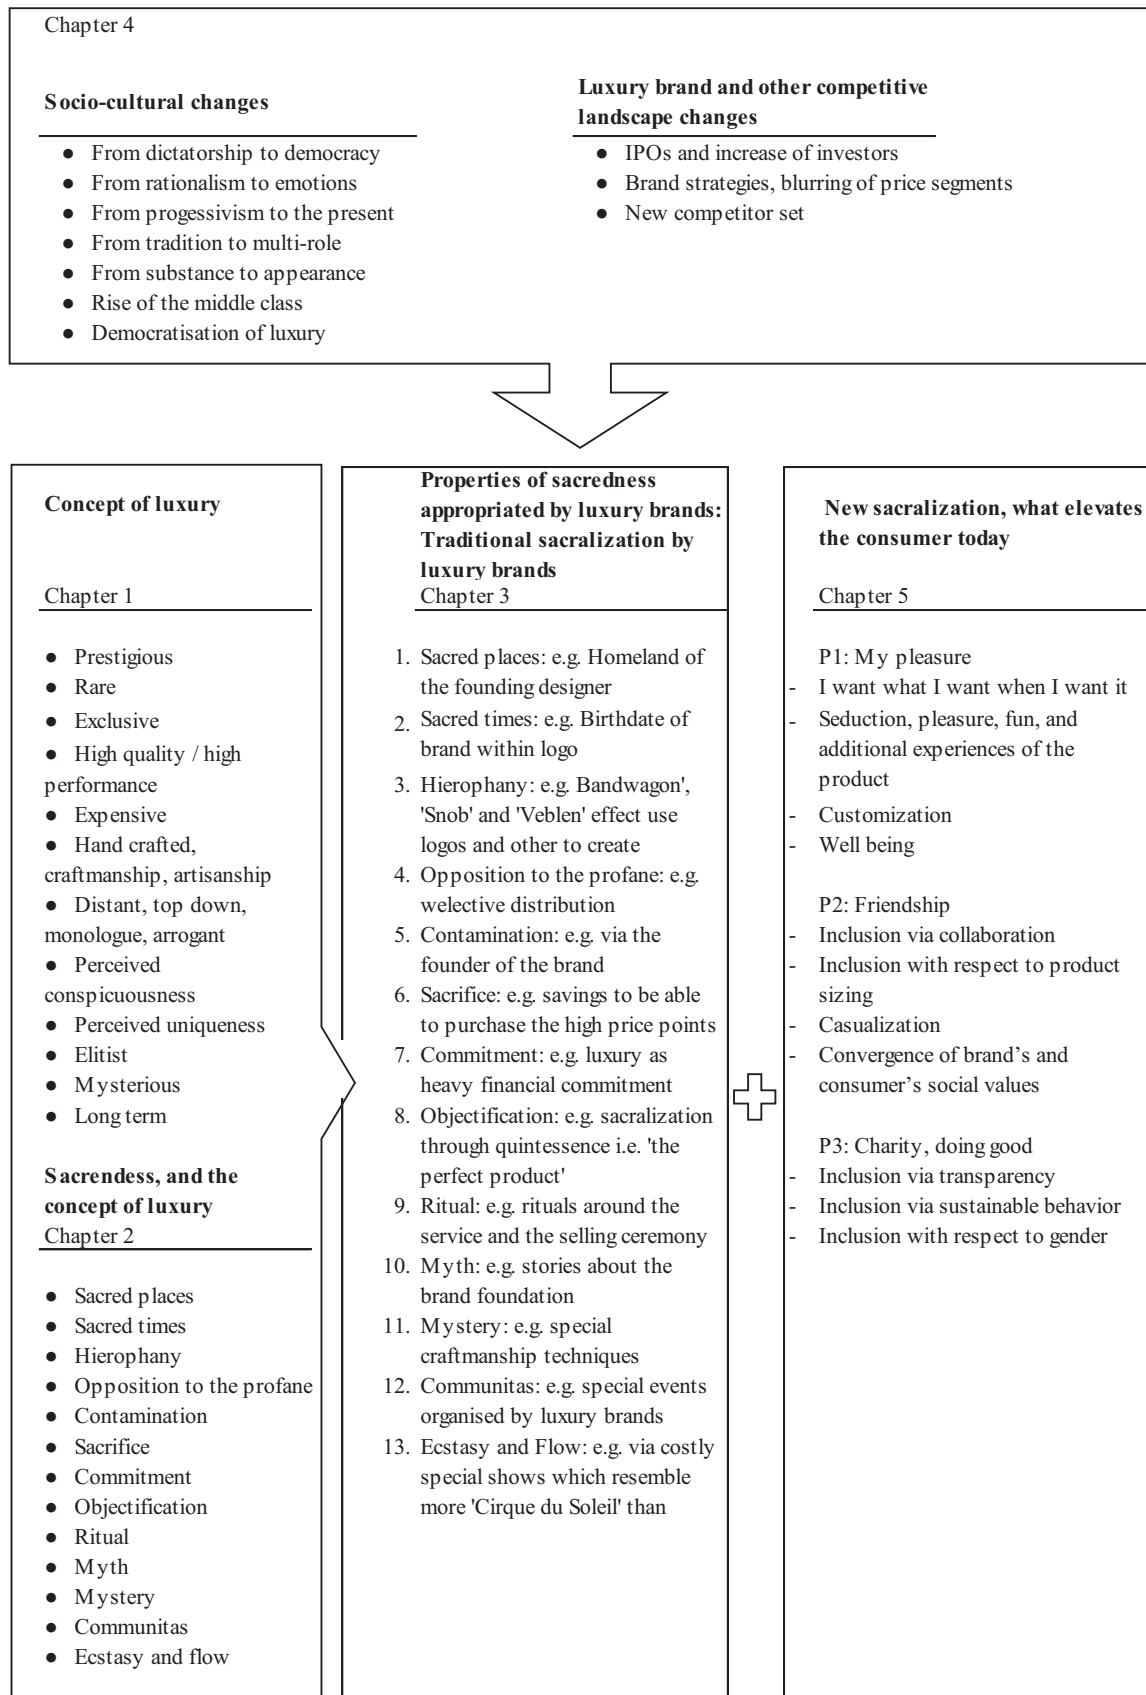 Chapter 4
Socio-cultural changes
● From dictatorship to democracy
● From rationalism to emotions
● From progessivism to the present
● From tradition to multi-role
● From substance to appearance
● Rise of the middle class
● Democratisation of luxury
Luxury brand and other competitive
landscape changes
● IPOs and increase of investors
● Brand strategies, blurring of price segments
● New competitor set
Concept of luxury
Chapter 1
● Prestigious
● Rare
● Exclusive
● High quality / high
performance
● Expensive
● Hand crafted,
craftmanship, artisanship
● Distant, top down,
monologue, arrogant
● Perceived
conspicuousness
● Perceived uniqueness
● Elitist
● Mysterious
● Long term
Sacrendess, and the
concept of luxury
Chapter 2
● Sacred places
● Sacred times
● Hierophany
● Opposition to the profane
● Contamination
● Sacrifice
● Commitment
● Objectification
● Ritual
● Myth
● Mystery
● Communitas
● Ecstasy and flow
Properties of sacredness
appropriated by luxury brands:
Traditional sacralization by
luxury brands
Chapter 3
1. Sacred places: e.g. Homeland of
the founding designer
2. Sacred times: e.g. Birthdate of
brand within logo
3. Hierophany: e.g. Bandwagon',
'Snob' and 'Veblen' effect use
logos and other to create
4. Opposition to the profane: e.g.
welective distribution
5. Contamination: e.g. via the
founder of the brand
6. Sacrifice: e.g. savings to be able
to purchase the high price points
7. Commitment: e.g. luxury as
heavy financial commitment
8. Objectification: e.g. sacralization
through quintessence i.e. 'the
perfect product'
9. Ritual: e.g. rituals around the
service and the selling ceremony
10. Myth: e.g. stories about the
brand foundation
11. Mystery: e.g. special
craftmanship techniques
12. Communitas: e.g. special events
organised by luxury brands
13. Ecstasy and Flow: e.g. via costly
special shows which resemble
more 'Cirque du Soleil' than
New sacralization, what elevates
the consumer today
Chapter 5
P1: My pleasure
- I want what I want when I want it
- Seduction, pleasure, fun, and
additional experiences of the
product
- Customization
- Well being
P2: Friendship
- Inclusion via collaboration
- Inclusion with respect to product
sizing
- Casualization
- Convergence of brand's and
consumer's social values
P3: Charity, doing good
- Inclusion via transparency
- Inclusion via sustainable behavior
- Inclusion with respect to gender